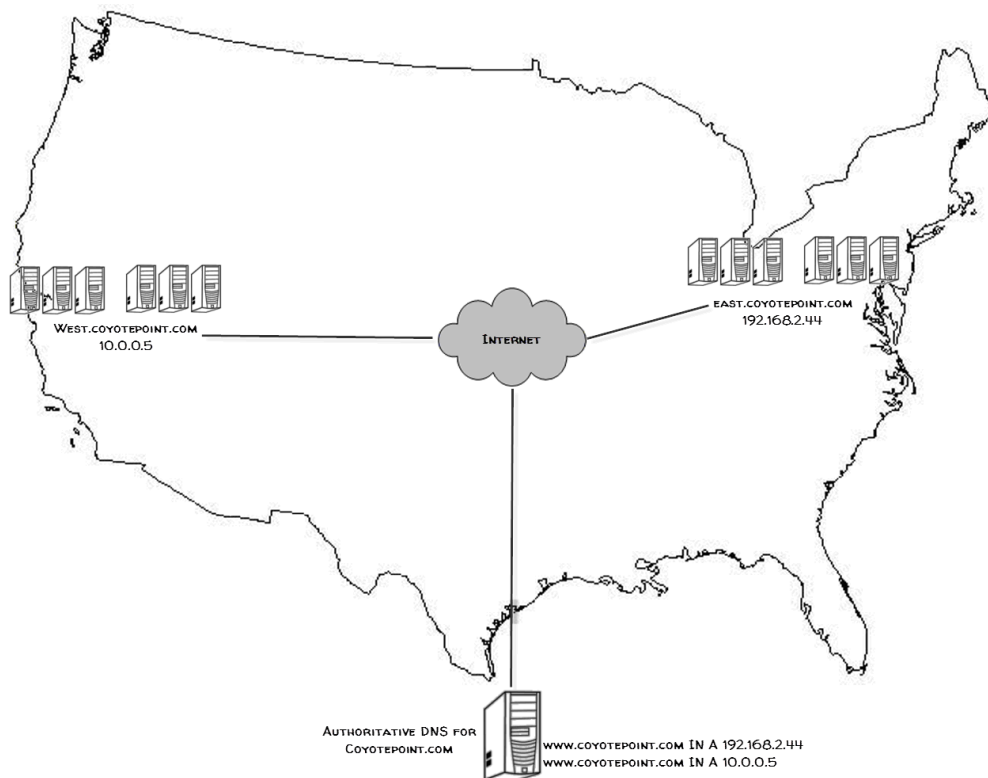 West.coyotepoint.com
10.0.0.5
Internet
east.coyotepoint.com
192.168.2.44
Authoritative DNS for
Coyotepoint.com
www.coyotepoint.com IN A 192.168.2.44
www.coyotepoint.com IN A 10.0.0.5